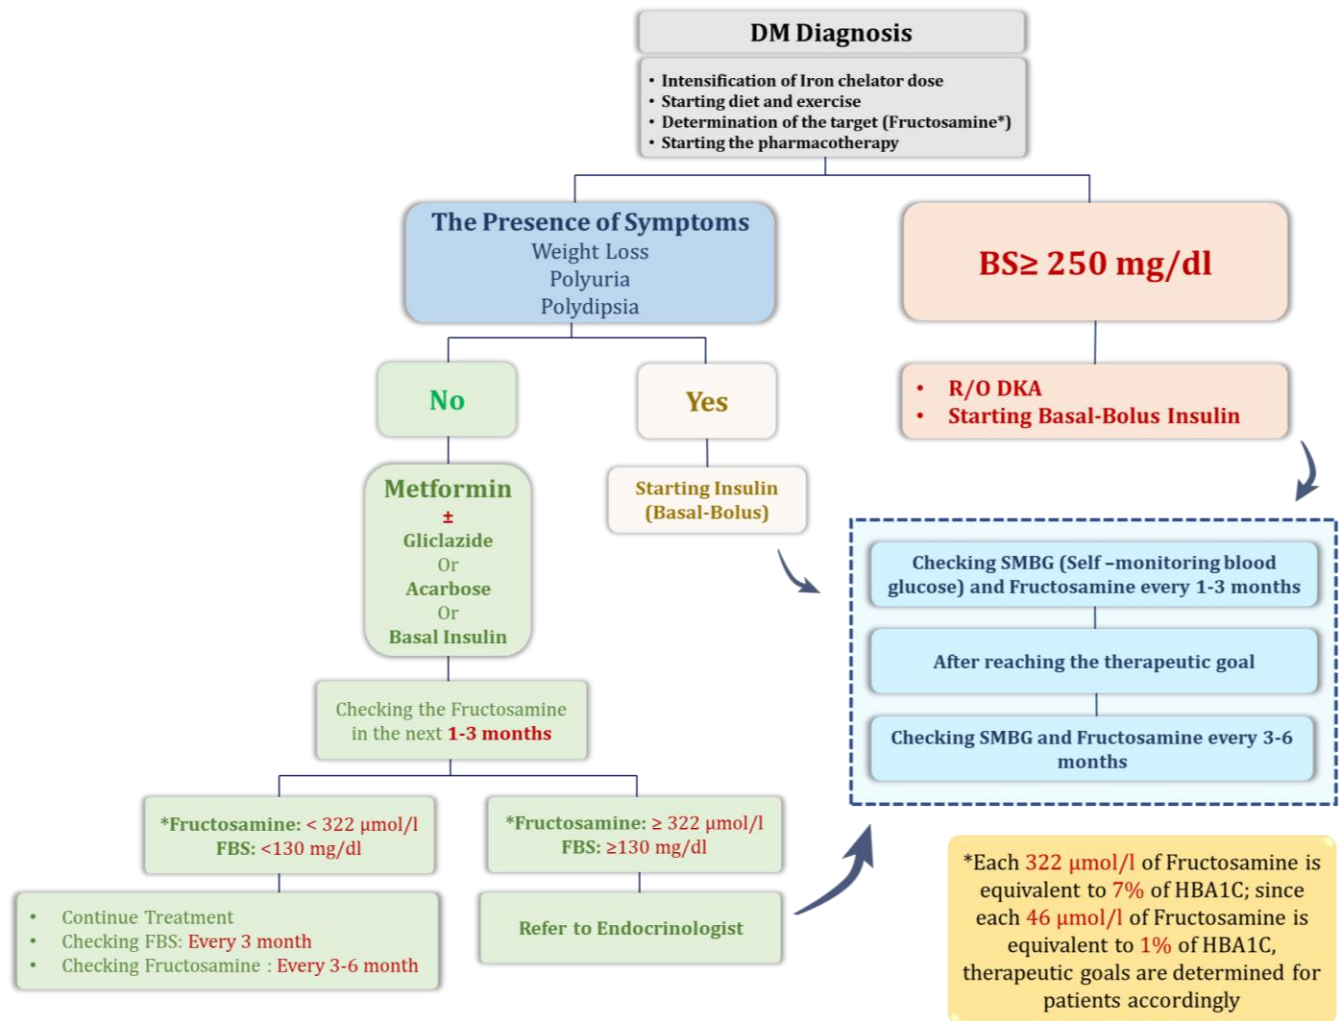 DM Diagnosis
• Intensification of Iron chelator dose
• Starting diet and exercise
• Determination of the target (Fructosamine*)
• Starting the pharmacotherapy
The Presence of Symptoms
Weight Loss
Polyuria
Polydipsia
BS≥ 250 mg/dl
No
Yes
• R/O DKA
• Starting Basal-Bolus Insulin
Metformin
±
Gliclazide
Or
Acarbose
Or
Basal Insulin
Starting Insulin
(Basal-Bolus)
Checking SMBG (Self –monitoring blood
glucose) and Fructosamine every 1-3 months
After reaching the therapeutic goal
Checking SMBG and Fructosamine every 3-6
months
Checking the Fructosamine
in the next 1-3 months
*Fructosamine: < 322 µmol/l
FBS: <130 mg/dl
*Fructosamine: ≥ 322 µmol/l
FBS: ≥130 mg/dl
• Continue Treatment
• Checking FBS: Every 3 month
• Checking Fructosamine : Every 3-6 month
Refer to Endocrinologist
*Each 322 µmol/l of Fructosamine is
equivalent to 7% of HBA1C; since
each 46 µmol/l of Fructosamine is
equivalent to 1% of HBA1C,
therapeutic goals are determined for
patients accordingly